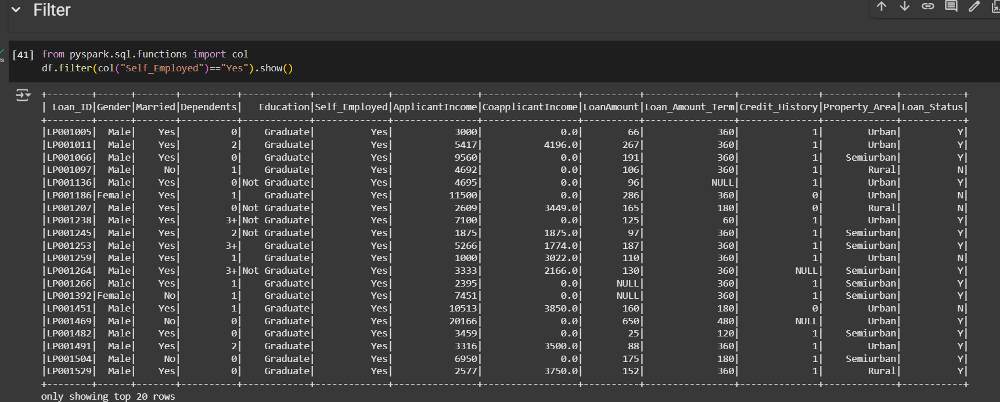 Filter
[41] from pyspark.sql.functions import col
df.filter(col("Self_Employed")=="Yes").show()
+--------+------+-------+----------+------------+-------------+---------------+-----------------+----------+----------------+--------------+-------------+-----------+
| Loan_ID|Gender|Married|Dependents|   Education|Self_Employed|ApplicantIncome|CoapplicantIncome|LoanAmount|Loan_Amount_Term|Credit_History|Property_Area|Loan_Status|
+--------+------+-------+----------+------------+-------------+---------------+-----------------+----------+----------------+--------------+-------------+-----------+
|LP001005|  Male|    Yes|         0|    Graduate|          Yes|           3000|              0.0|        66|             360|             1|        Urban|          Y|
|LP001011|  Male|    Yes|         2|    Graduate|          Yes|           5417|           4196.0|       267|             360|             1|        Urban|          Y|
|LP001066|  Male|    Yes|         0|    Graduate|          Yes|           9560|              0.0|       191|             360|             1|    Semiurban|          Y|
|LP001097|  Male|     No|         1|    Graduate|          Yes|           4692|              0.0|       106|             360|             1|        Rural|          N|
|LP001136|  Male|    Yes|         0|Not Graduate|          Yes|           4695|              0.0|        96|            NULL|             1|        Urban|          Y|
|LP001186|Female|    Yes|         1|    Graduate|          Yes|          11500|              0.0|       286|             360|             0|        Urban|          N|
|LP001207|  Male|    Yes|         0|Not Graduate|          Yes|           2609|           3449.0|       165|             180|             0|        Rural|          N|
|LP001238|  Male|    Yes|        3+|Not Graduate|          Yes|           7100|              0.0|       125|              60|             1|        Urban|          Y|
|LP001245|  Male|    Yes|         2|Not Graduate|          Yes|           1875|           1875.0|        97|             360|             1|    Semiurban|          Y|
|LP001253|  Male|    Yes|        3+|    Graduate|          Yes|           5266|           1774.0|       187|             360|             1|    Semiurban|          Y|
|LP001259|  Male|    Yes|         1|    Graduate|          Yes|           1000|           3022.0|       110|             360|             1|        Urban|          N|
|LP001264|  Male|    Yes|        3+|Not Graduate|          Yes|           3333|           2166.0|       130|             360|          NULL|    Semiurban|          Y|
|LP001266|  Male|    Yes|         1|    Graduate|          Yes|           2395|              0.0|      NULL|             360|             1|    Semiurban|          Y|
|LP001392|Female|     No|         1|    Graduate|          Yes|           7451|              0.0|      NULL|             360|             1|    Semiurban|          Y|
|LP001451|  Male|    Yes|         1|    Graduate|          Yes|          10513|           3850.0|       160|             180|             0|        Urban|          N|
|LP001469|  Male|     No|         0|    Graduate|          Yes|          20166|              0.0|       650|             480|          NULL|        Urban|          Y|
|LP001482|  Male|    Yes|         0|    Graduate|          Yes|           3459|              0.0|        25|             120|             1|    Semiurban|          Y|
|LP001491|  Male|    Yes|         2|    Graduate|          Yes|           3316|           3500.0|        88|             360|             1|        Urban|          Y|
|LP001504|  Male|     No|         0|    Graduate|          Yes|           6950|              0.0|       175|             180|             1|    Semiurban|          Y|
|LP001529|  Male|    Yes|         0|    Graduate|          Yes|           2577|           3750.0|       152|             360|             1|        Rural|          Y|
+--------+------+-------+----------+------------+-------------+---------------+-----------------+----------+----------------+--------------+-------------+-----------+
only showing top 20 rows